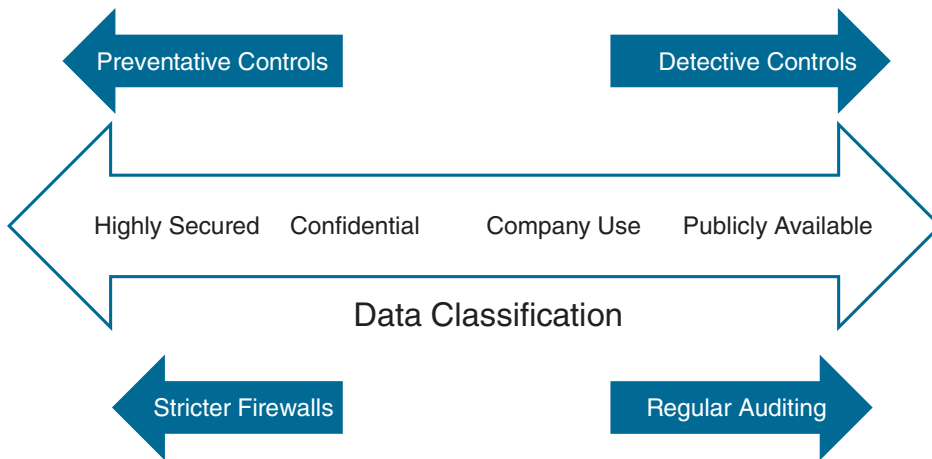 Preventative Controls
Detective Controls
Highly Secured
Confidential
Company Use
Publicly Available
Data Classification
Stricter Firewalls
Regular Auditing